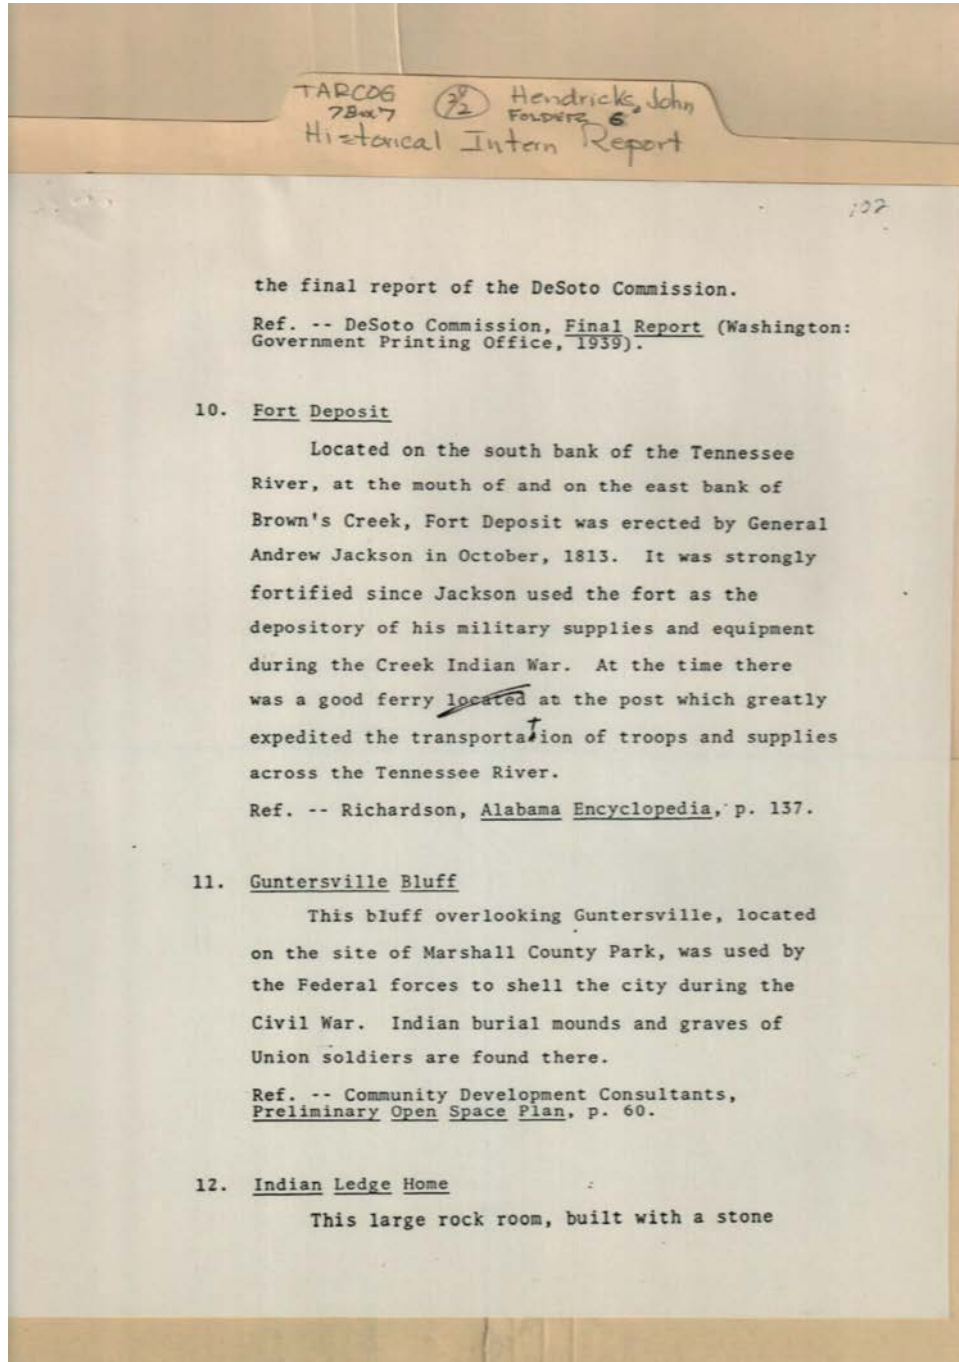 TARCOG
Hendricks, John
FOLDER 6
Historical Intern Report
102
the final report of the DeSoto Commission.
Ref. -- DeSoto Commission, Final Report (Washington:
Government Printing Office, 1939).
10. Fort Deposit
Located on the south bank of the Tennessee
River, at the mouth of and on the east bank of
Brown's Creek, Fort Deposit was erected by General
Andrew Jackson in October, 1813. It was strongly
fortified since Jackson used the fort as the
depository of his military supplies and equipment
during the Creek Indian War. At the time there
was a good ferry located at the post which greatly
expedited the transportation of troops and supplies
across the Tennessee River.
Ref. -- Richardson, Alabama Encyclopedia, p. 137.
11. Guntersville Bluff
This bluff overlooking Guntersville, located
on the site of Marshall County Park, was used by
the Federal forces to shell the city during the
Civil War. Indian burial mounds and graves of
Union soldiers are found there.
Ref. -- Community Development Consultants,
Preliminary Open Space Plan, p. 60.
12. Indian Ledge Home
This large rock room, built with a stone